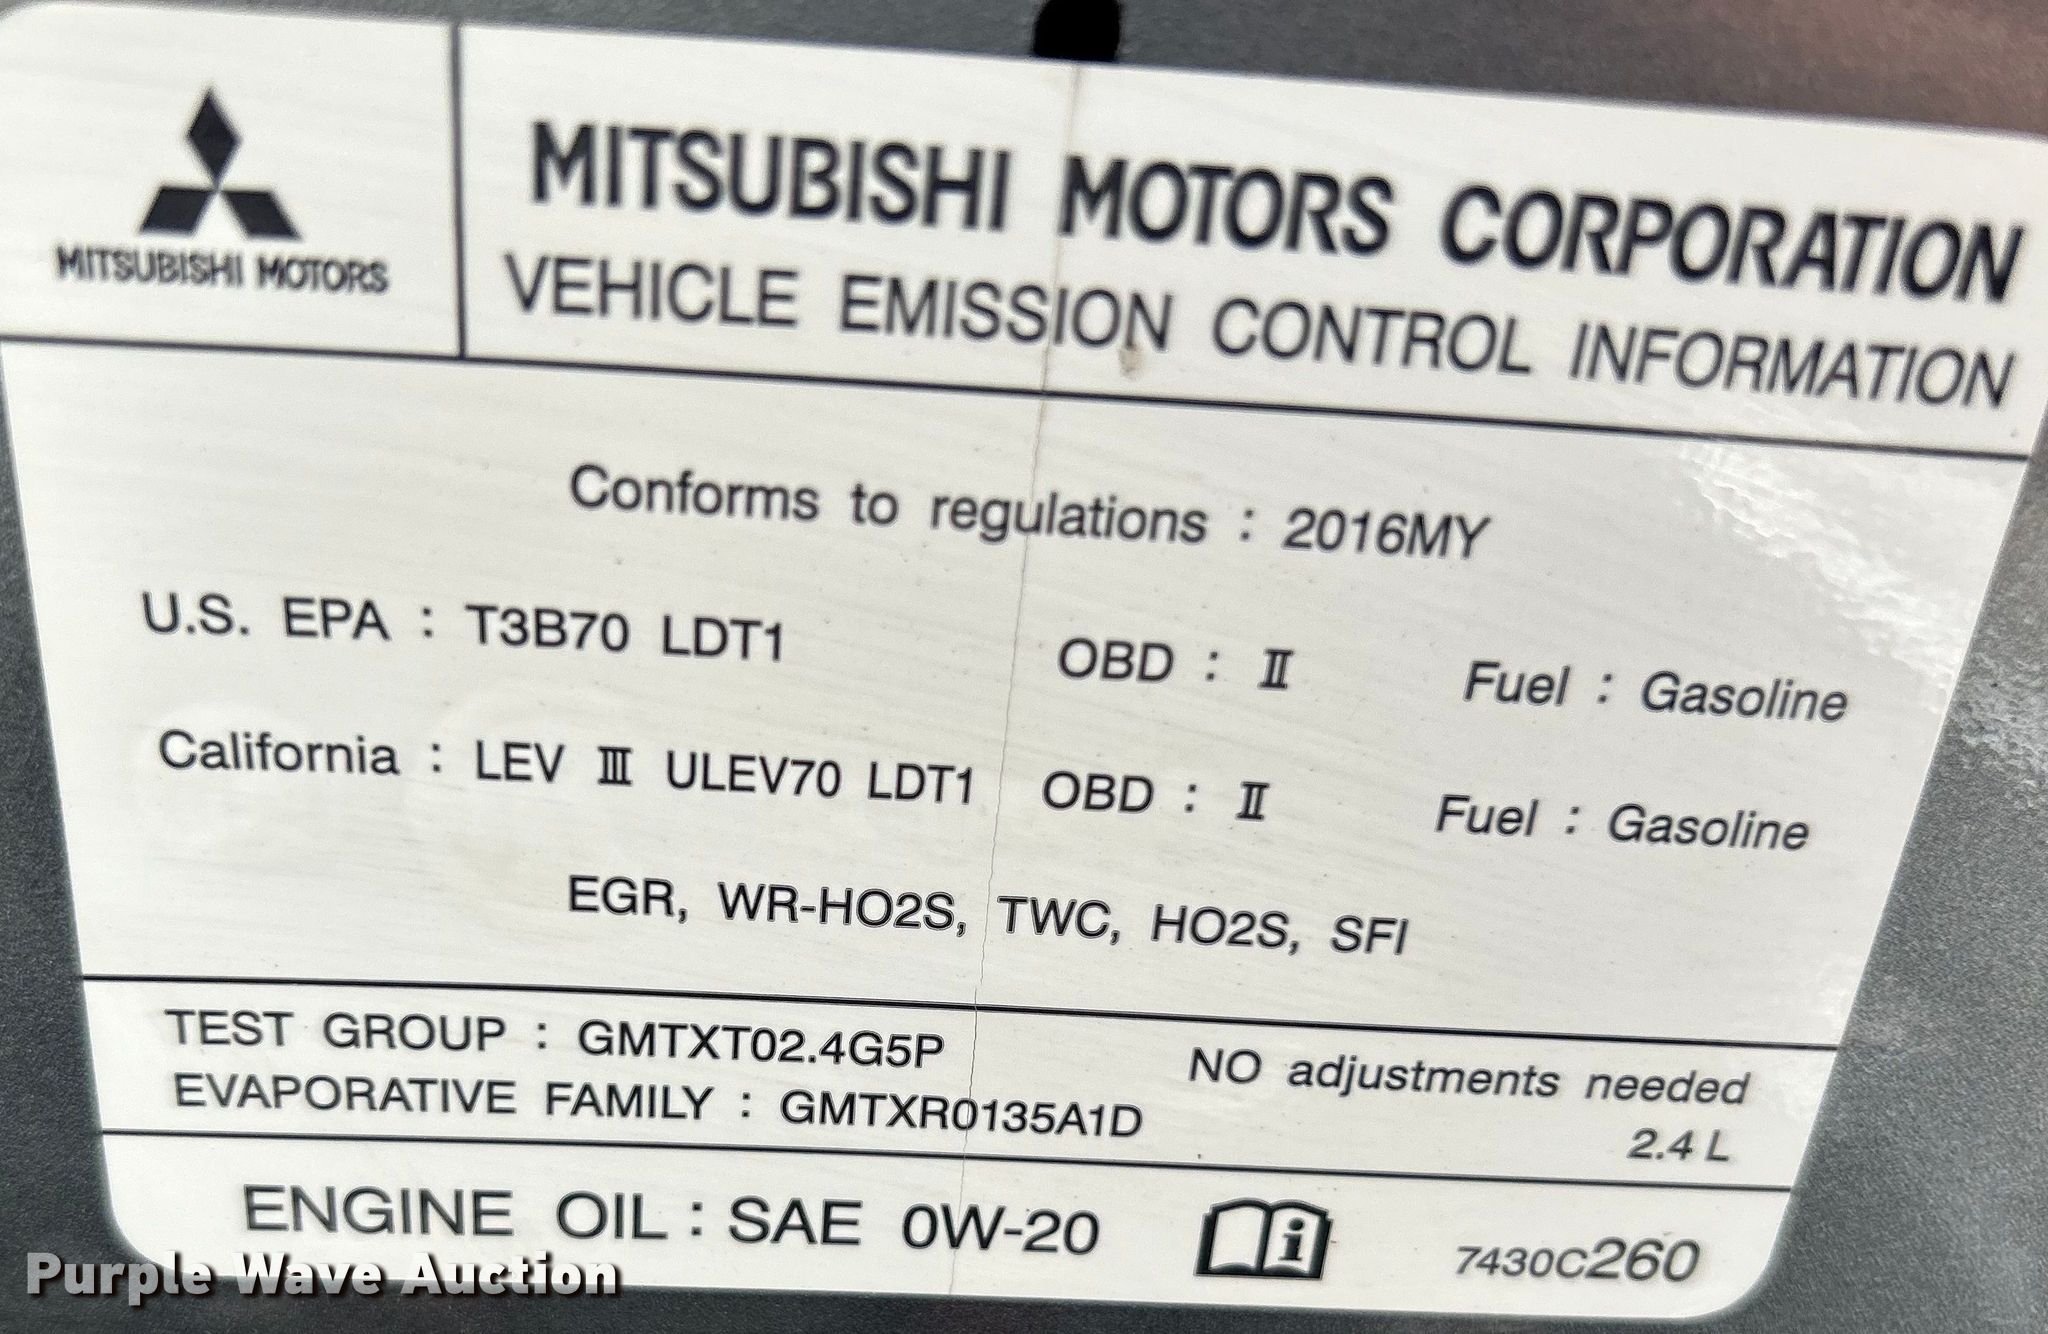 MITSUBISHI MOTORS
MITSUBISHI MOTORS CORPORATION
VEHICLE EMISSION CONTROL INFORMATION
Conforms to regulations : 2016MY
U.S. EPA : T3B70 LDT1 OBD : Ⅱ Fuel : Gasoline
California : LEV Ⅲ ULEV70 LDT1 OBD : Ⅱ Fuel : Gasoline
EGR, WR-HO2S, TWC, HO2S, SFI
TEST GROUP : GMTXT02.4G5P NO adjustments needed
EVAPORATIVE FAMILY : GMTXR0135A1D 2.4 L
ENGINE OIL : SAE 0W-20 7430C260
Purple Wave Auction